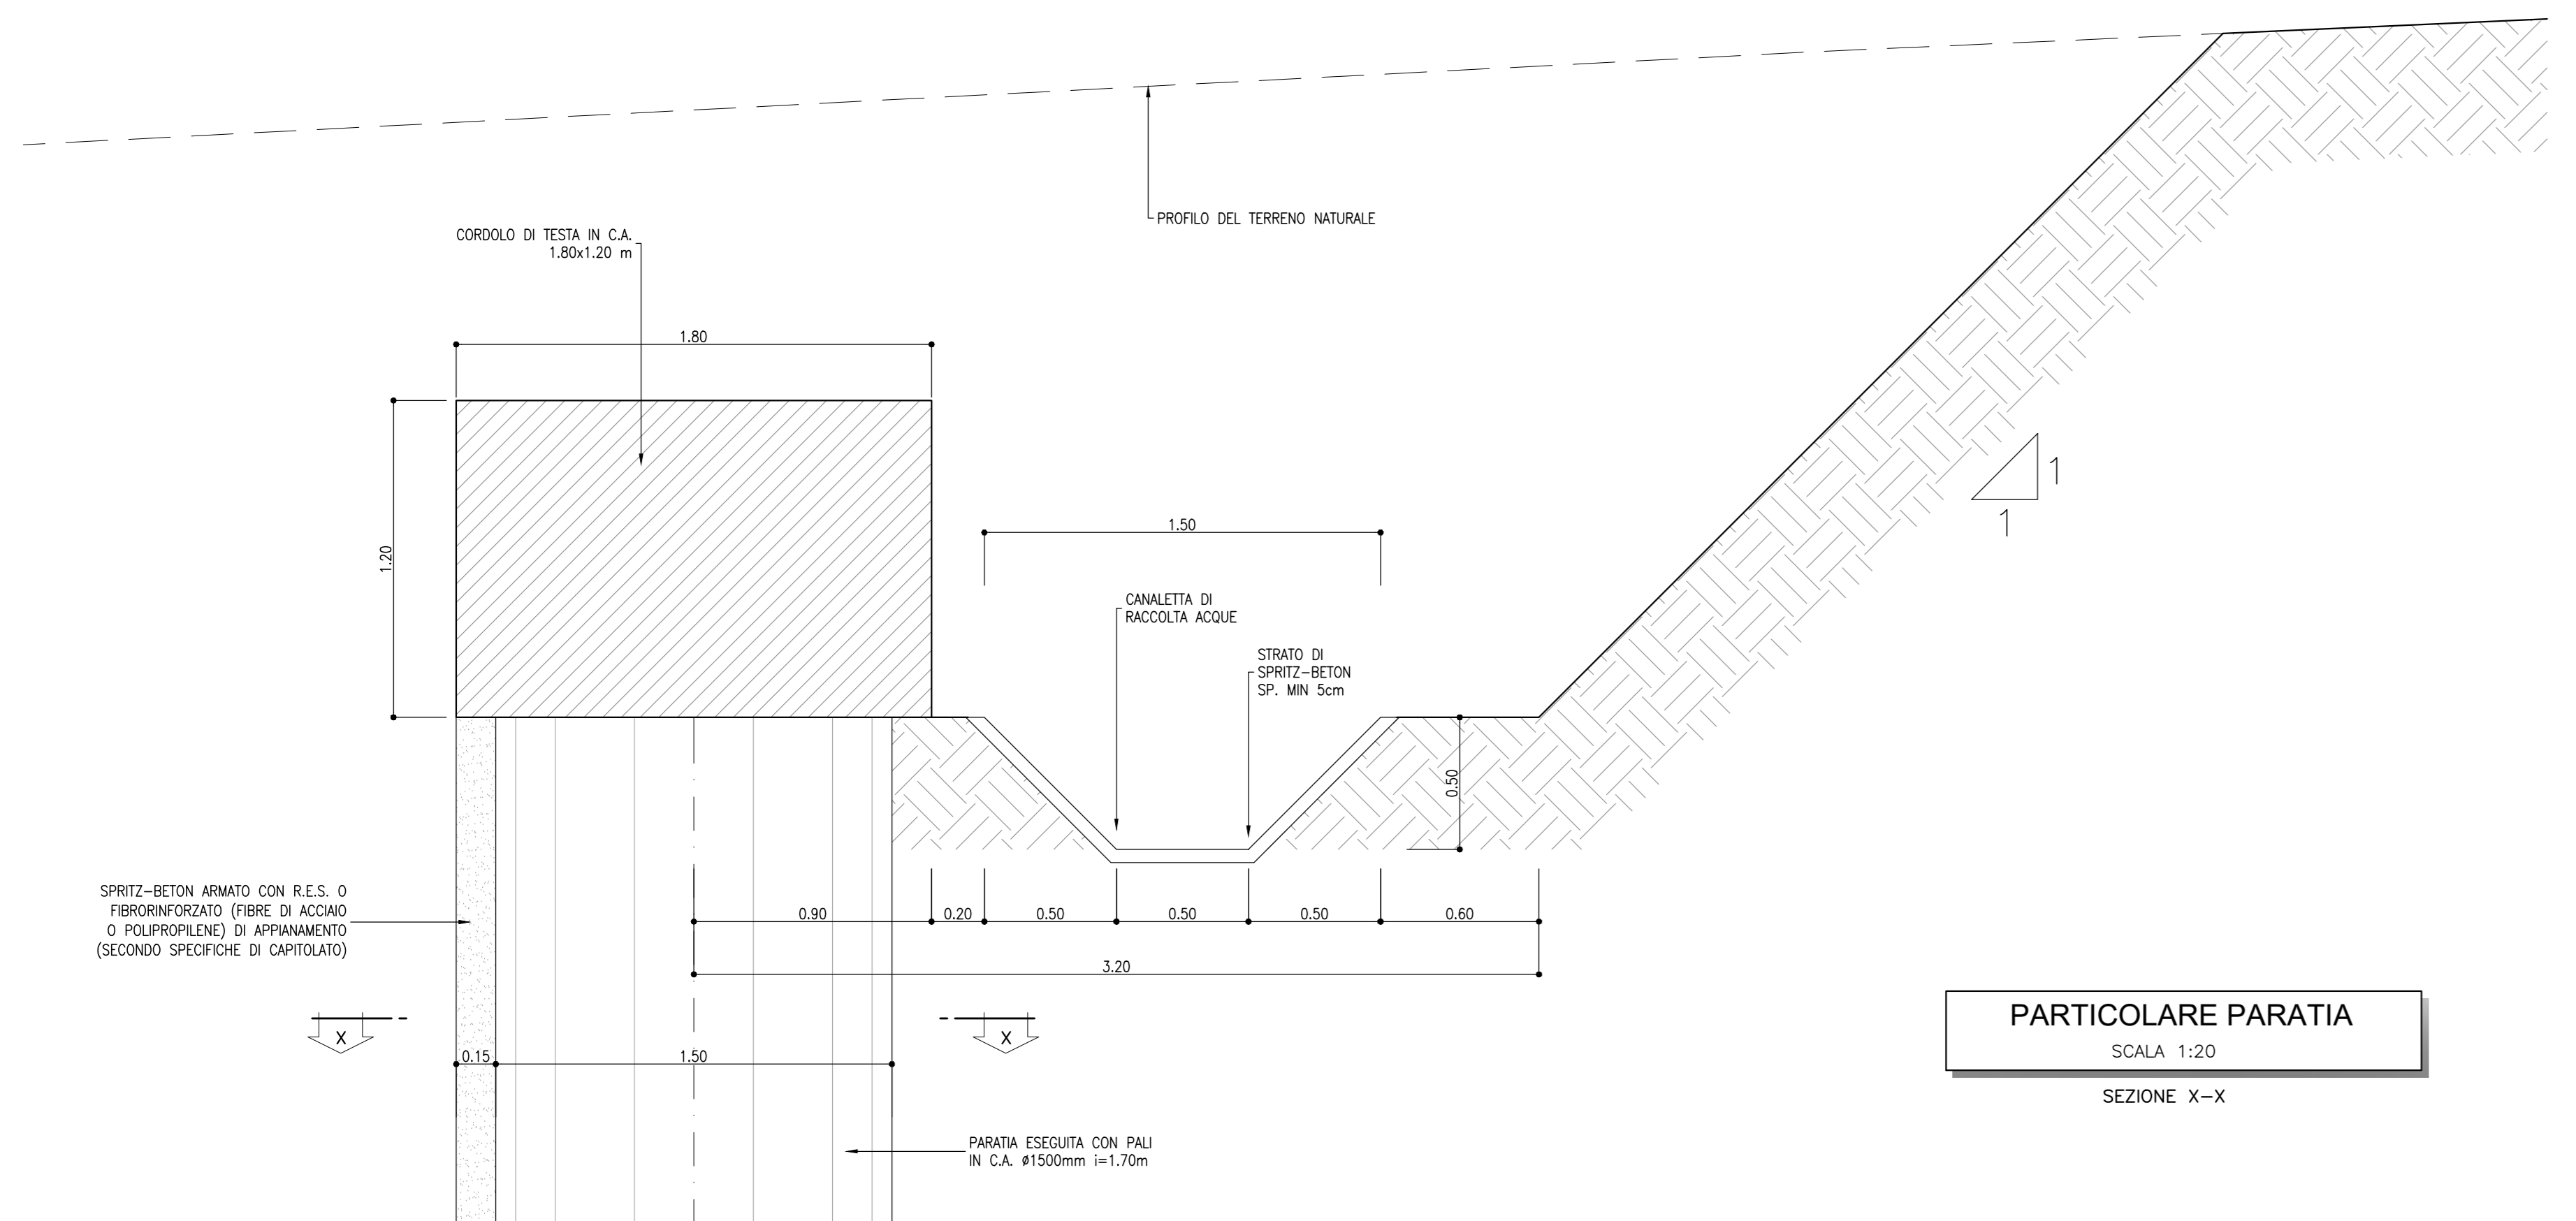 PROFILO DEL TERRENO NATURALE
CORDOLO DI TESTA IN C.A.
1.80x1.20 m
1.80
1.20
1
1
1.50
CANALETTA DI
RACCOLTA ACQUE
STRATO DI
SPRITZ-BETON
SP. MIN 5cm
0.50
SPRITZ-BETON ARMATO CON R.E.S. O
FIBRORINFORZATO (FIBRE DI ACCIAIO
O POLIPROPILENE) DI APPIANAMENTO
(SECONDO SPECIFICHE DI CAPITOLATO)
0.90
0.20
0.50
0.50
0.50
0.60
3.20
X
X
0.15
1.50
PARATIA ESEGUITA CON PALI
IN C.A. ø1500mm i=1.70m
PARTICOLARE PARATIA
SCALA 1:20
SEZIONE X-X